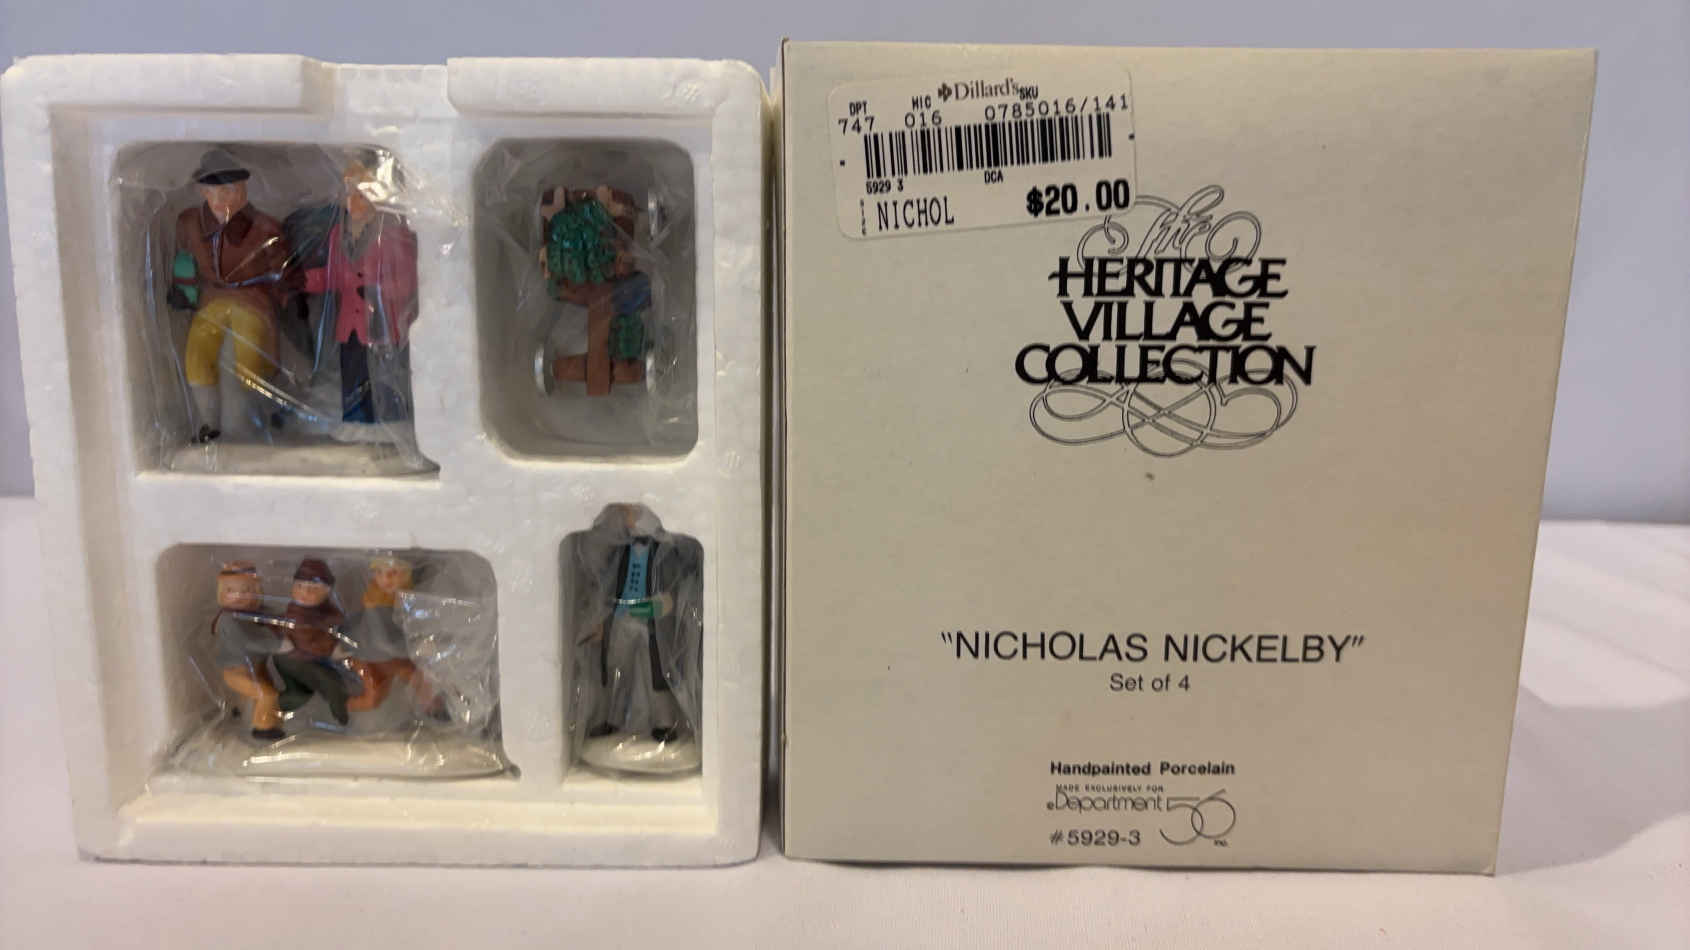 Dillard's
DPT MIC SKU
747 016 0785016/141
5929 3 DCA
NICHOL $20.00
The
HERITAGE
VILLAGE
COLLECTION
"NICHOLAS NICKELBY"
Set of 4
Handpainted Porcelain
MADE EXCLUSIVELY FOR
Department 56
inc.
#5929-3